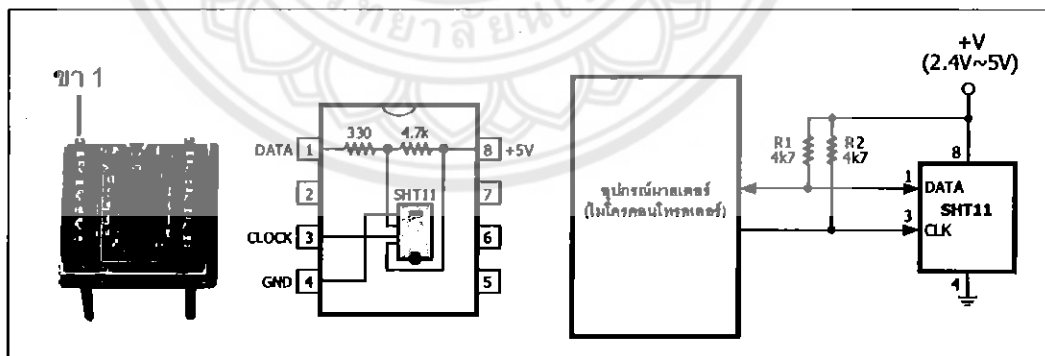 ขา 1
330
4.7k
DATA 1
8 +5V
2
7
SHT11
CLOCK 3
6
GND 4
5
อุปกรณ์มาสเตอร์
(ไมโครคอนโทรลเลอร์)
+V
(2.4V~5V)
R1
4k7
R2
4k7
8
1
DATA
SHT11
3
CLK
4